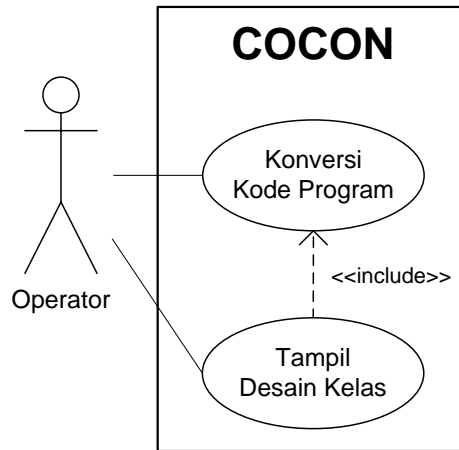 COCON
Konversi
Kode Program
<<include>>
Operator
Tampil
Desain Kelas